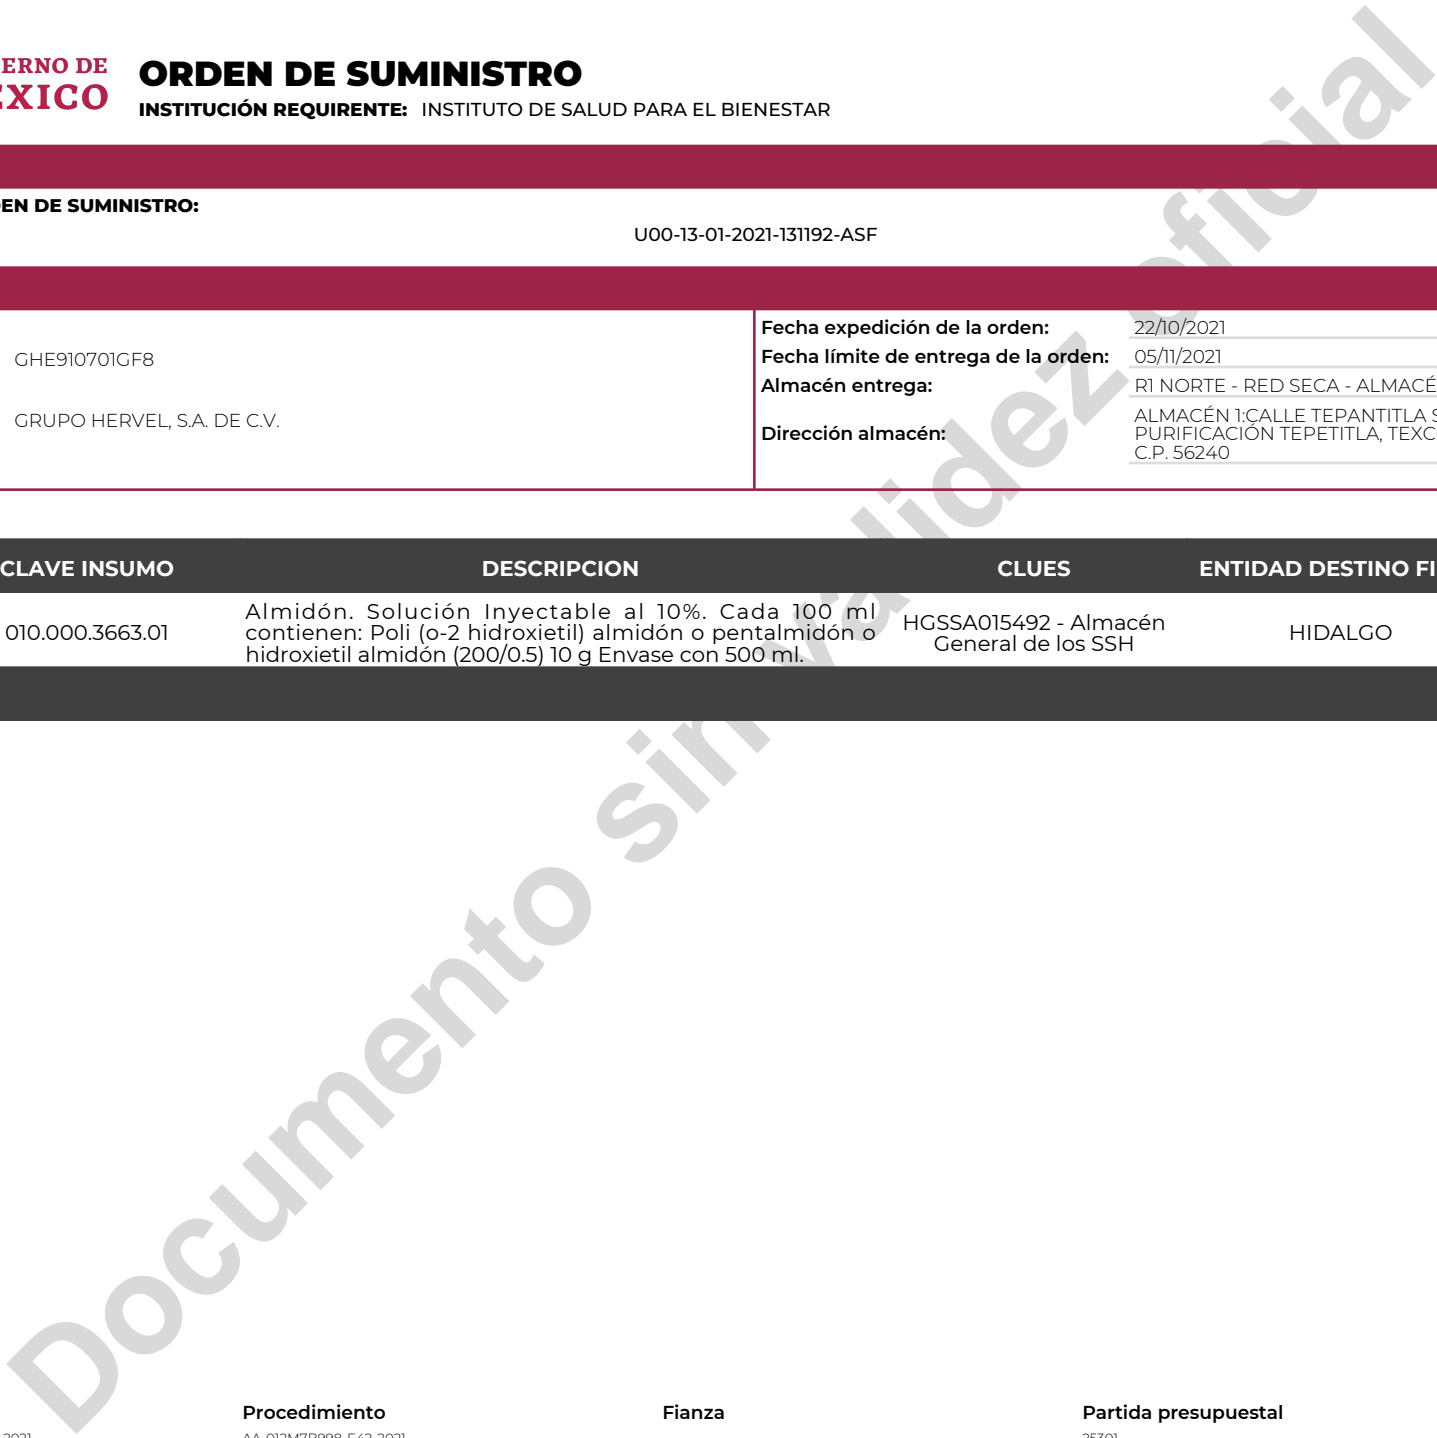 ERNO DE
ÉXICO
ORDEN DE SUMINISTRO
INSTITUCIÓN REQUIRENTE: INSTITUTO DE SALUD PARA EL BIENESTAR
EN DE SUMINISTRO:
U00-13-01-2021-131192-ASF
GHE910701GF8
GRUPO HERVEL, S.A. DE C.V.
Fecha expedición de la orden: 22/10/2021
Fecha límite de entrega de la orden: 05/11/2021
Almacén entrega: R1 NORTE - RED SECA - ALMACÉ
Dirección almacén:
ALMACÉN 1:CALLE TEPANTITLA S
PURIFICACIÓN TEPETITLA, TEXC
C.P. 56240
CLAVE INSUMO DESCRIPCION CLUES ENTIDAD DESTINO FI
010.000.3663.01
Almidón. Solución Inyectable al 10%. Cada 100 ml
contienen: Poli (o-2 hidroxietil) almidón o pentalmidón o
hidroxietil almidón (200/0.5) 10 g Envase con 500 ml.
HGSSA015492 - Almacén
General de los SSH
HIDALGO
Documento sin validez oficial
Procedimiento Fianza Partida presupuestal